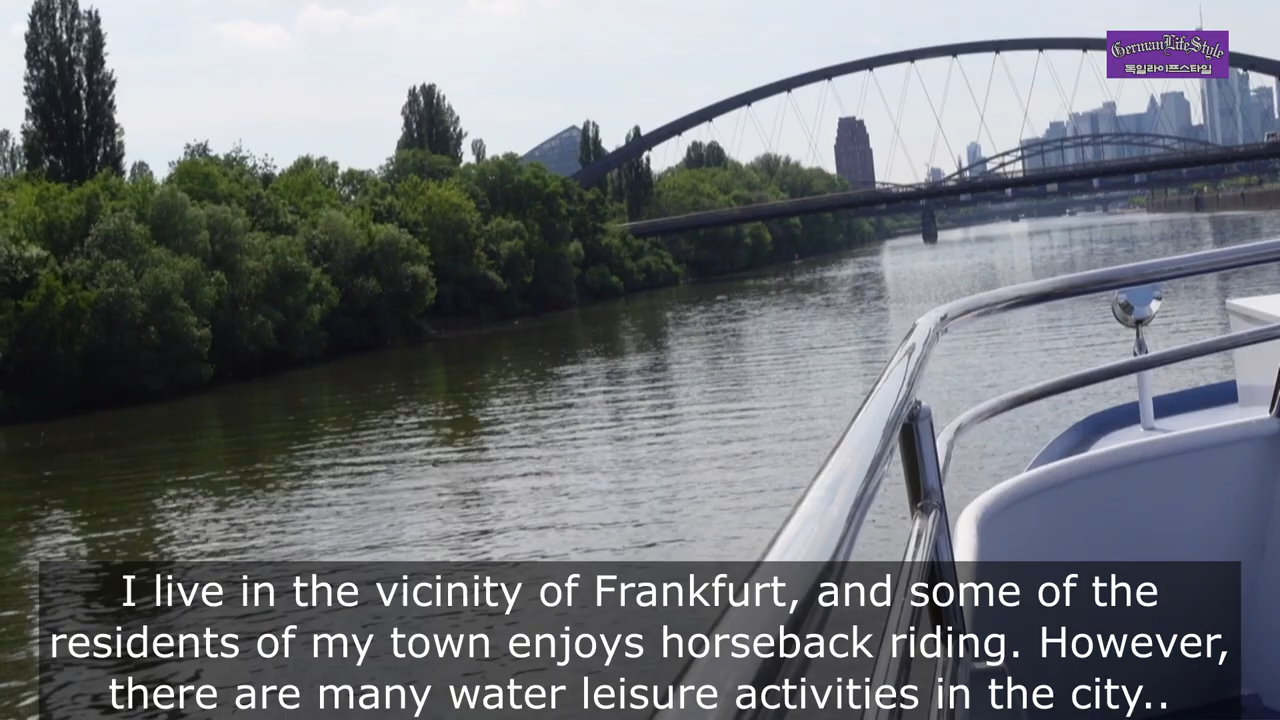 GermanLifeStyle
독일라이프스타일
I live in the vicinity of Frankfurt, and some of the
residents of my town enjoys horseback riding. However,
there are many water leisure activities in the city..